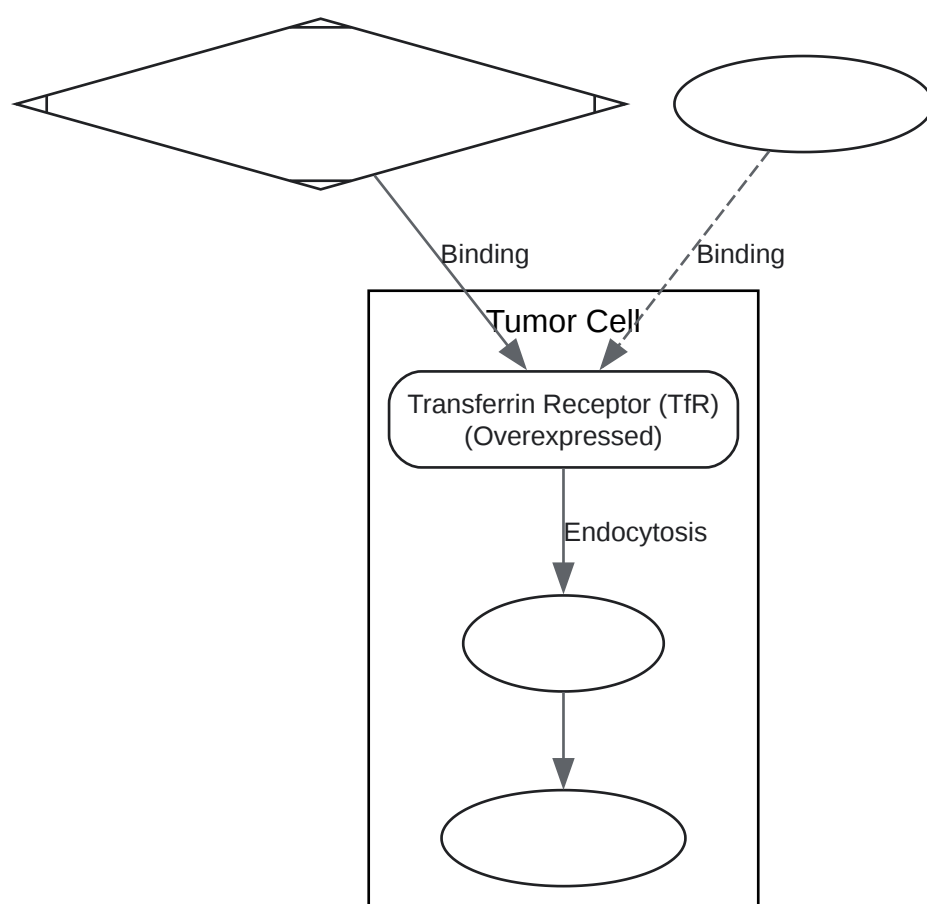 Binding
Binding
Tumor Cell
Transferrin Receptor (TfR)
(Overexpressed)
Endocytosis